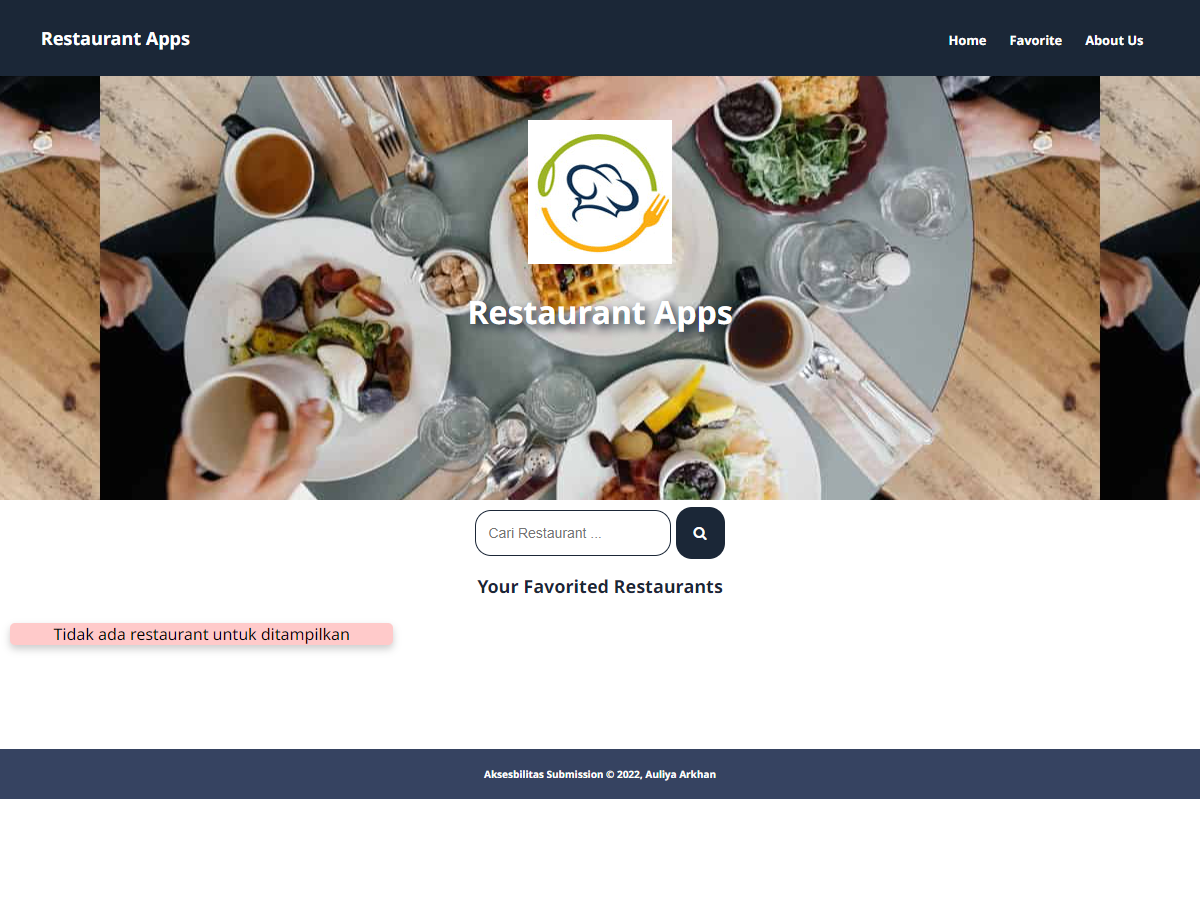 Restaurant Apps
Home
Favorite
About Us
Restaurant Apps
Cari Restaurant ...
Your Favorited Restaurants
Tidak ada restaurant untuk ditampilkan
Aksesbilitas Submission © 2022, Auliya Arkhan